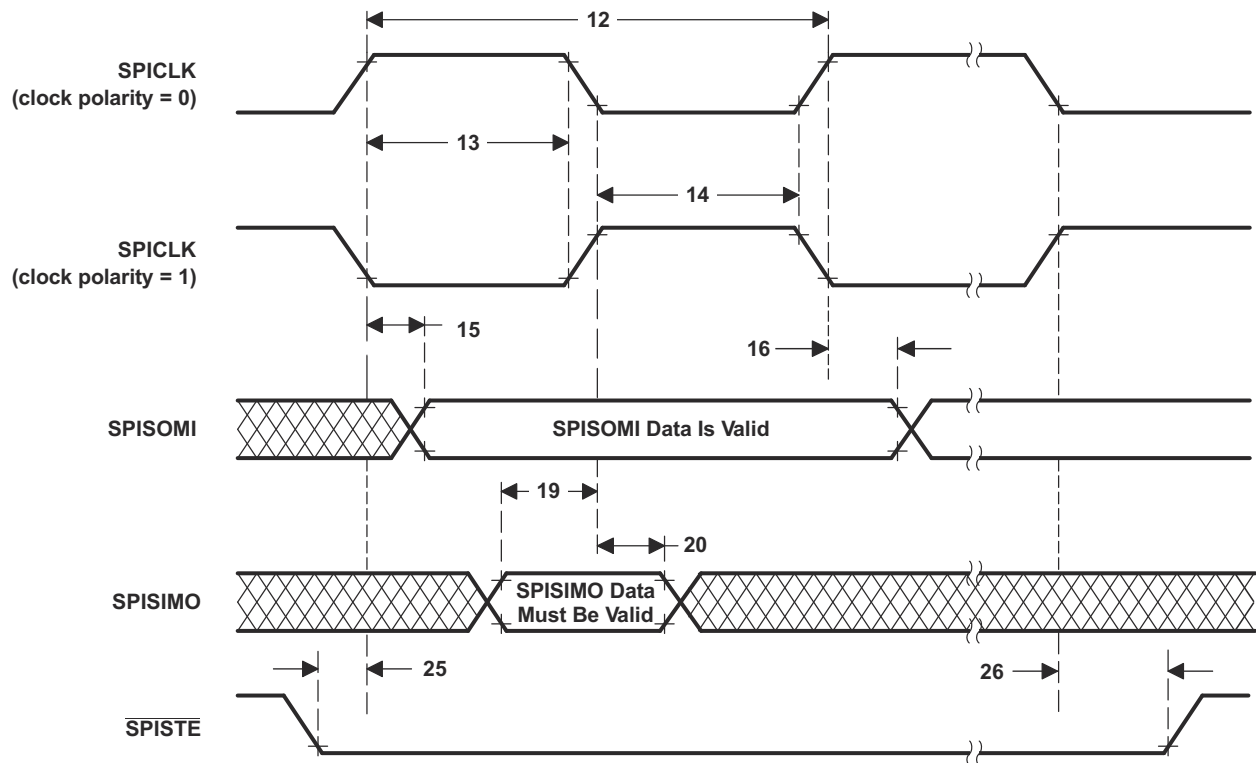 12
SPICLK
(clock polarity = 0)
13
14
SPICLK
(clock polarity = 1)
15
16
SPISOMI
SPISOMI Data Is Valid
19
20
SPISIMO
SPISIMO Data
Must Be Valid
25
26
SPISTE